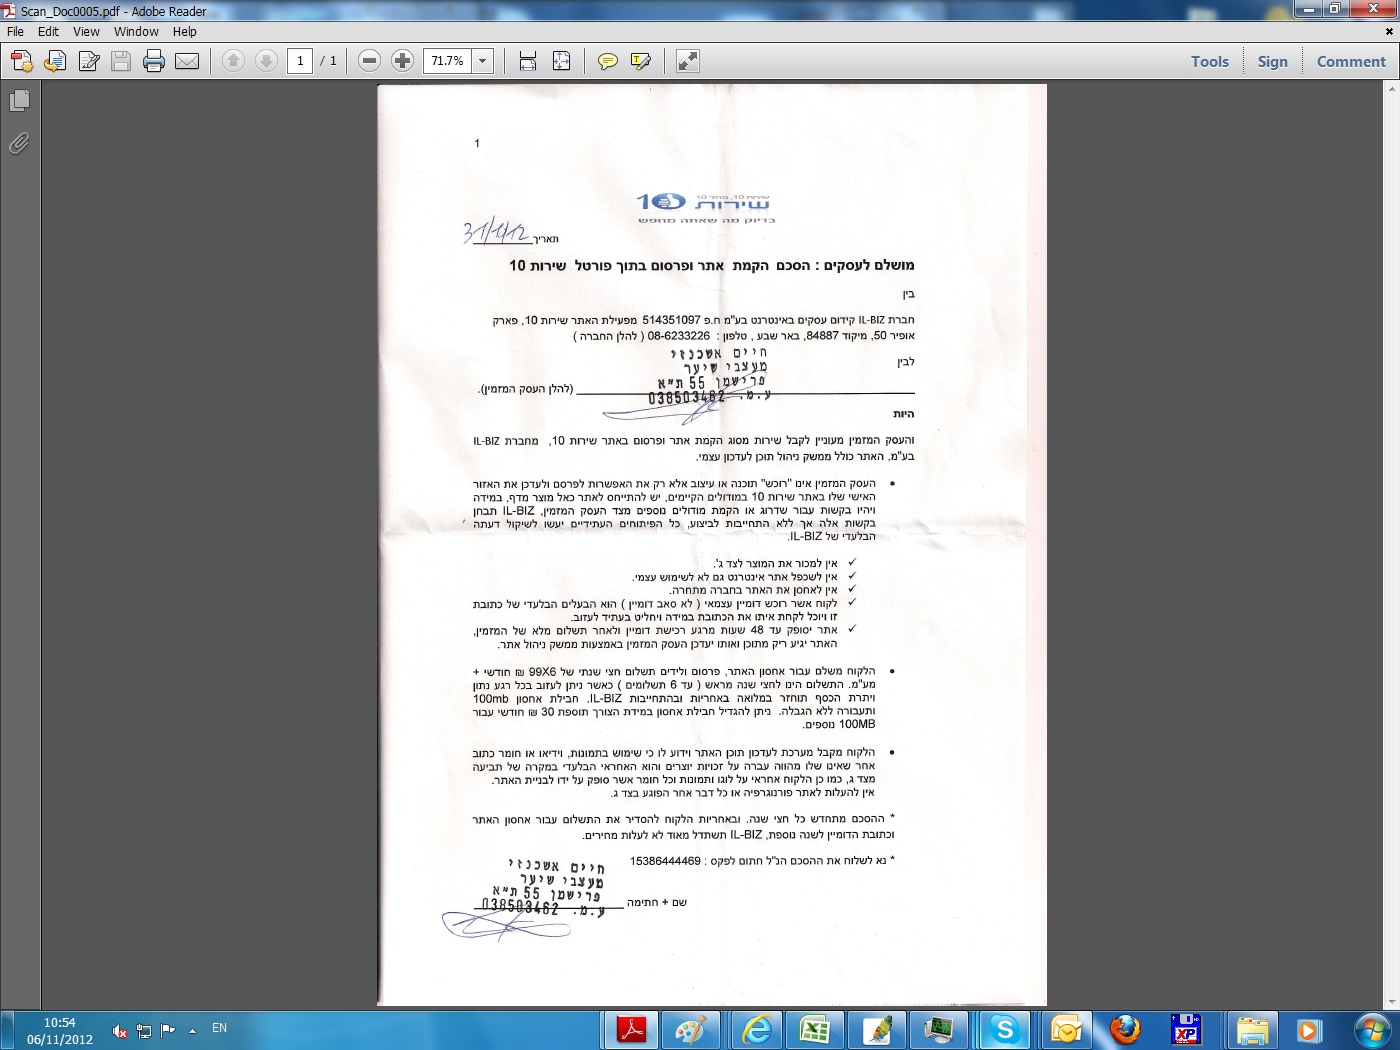 Scan_Doc0005.pdf - Adobe Reader
File Edit View Window Help
1 / 1 71.7% Tools Sign Comment
1
שירות 10, מחיר 10
שירות 10
בדיוק מה שאתה מחפש
תאריך
מושלם לעסקים : הסכם הקמת אתר ופרסום בתוך פורטל שירות 10
בין
חברת IL-BIZ קידום עסקים באינטרנט בע"מ ח.פ 514351097 מפעילת האתר שירות 10, פארק
אופיר 50, מיקוד 84887, באר שבע , טלפון : 08-6233226 ( להלן החברה )
לבין
חיים אשכנזי
מעצבי שיער
פרישמן 55 ת"א
ע.מ. 038503462
(להלן העסק המזמין).
היות
והעסק המזמין מעוניין לקבל שירות מסוג הקמת אתר ופרסום באתר שירות 10, מחברת IL-BIZ
בע"מ, האתר כולל ממשק ניהול תוכן לעדכון עצמי.
• העסק המזמין אינו "רוכש" תוכנה או עיצוב אלא רק את האפשרות לפרסם ולעדכן את האזור
האישי שלו באתר שירות 10 במודולים הקיימים, יש להתייחס לאתר כאל מוצר מדף, במידה
ויהיו בקשות עבור שדרוג או הקמת מודולים נוספים מצד העסק המזמין, IL-BIZ תבחן
בקשות אלה אך ללא התחייבות לביצוע, כל הפיתוחים העתידיים יעשו לשיקול דעתה
הבלעדי של IL-BIZ.
✓ אין למכור את המוצר לצד ג'.
✓ אין לשכפל אתר אינטרנט גם לא לשימוש עצמי.
✓ אין לאחסן את האתר בחברה מתחרה.
✓ לקוח אשר רוכש דומיין עצמאי ( לא סאב דומיין ) הוא הבעלים הבלעדי של כתובת
זו ויוכל לקחת איתו את הכתובת במידה ויחליט בעתיד לעזוב.
✓ אתר יסופק עד 48 שעות מרגע רכישת דומיין ולאחר תשלום מלא של המזמין,
האתר יגיע ריק מתוכן ואותו יעדכן העסק המזמין באמצעות ממשק ניהול אתר.
• הלקוח משלם עבור אחסון האתר, פרסום ולידים תשלום חצי שנתי של 99X6 ₪ חודשי +
מע"מ. התשלום הינו לחצי שנה מראש ( עד 6 תשלומים ) כאשר ניתן לעזוב בכל רגע נתון
ויתרת הכסף תוחזר במלואה באחריות ובהתחייבות IL-BIZ. חבילת אחסון 100mb
ותעבורה ללא הגבלה. ניתן להגדיל חבילת אחסון במידת הצורך תוספת 30 ₪ חודשי עבור
100MB נוספים.
• הלקוח מקבל מערכת לעדכון תוכן האתר וידוע לו כי שימוש בתמונות, וידיאו או חומר כתוב
אחר שאינו שלו מהווה עברה על זכויות יוצרים והוא האחראי הבלעדי במקרה של תביעה
מצד ג, כמו כן הלקוח אחראי על לוגו ותמונות וכל חומר אשר סופק על ידו לבניית האתר.
אין להעלות לאתר פורנוגרפיה או כל דבר אחר הפוגע בצד ג.
* ההסכם מתחדש כל חצי שנה. ובאחריות הלקוח להסדיר את התשלום עבור אחסון האתר
וכתובת הדומיין לשנה נוספת, IL-BIZ תשתדל מאוד לא לעלות מחירים.
* נא לשלוח את ההסכם הנ"ל חתום לפקס : 15386444469
חיים אשכנזי
מעצבי שיער
פרישמן 55 ת"א
ע.מ. 038503462
שם + חתימה
10:54
06/11/2012
EN
XP